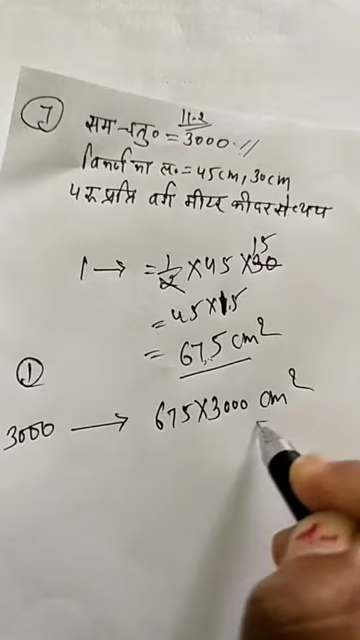 11.2
7 सम-चतु० = 3000 //
विकर्ण का ल० = 45cm, 30cm
4 रु प्रति वर्ग मीटर की दर से व्यय
1 → = 1/2 × 45 × 30 15
= 45 × 15
= 675 cm²
1
3000 → 675 × 3000 cm²